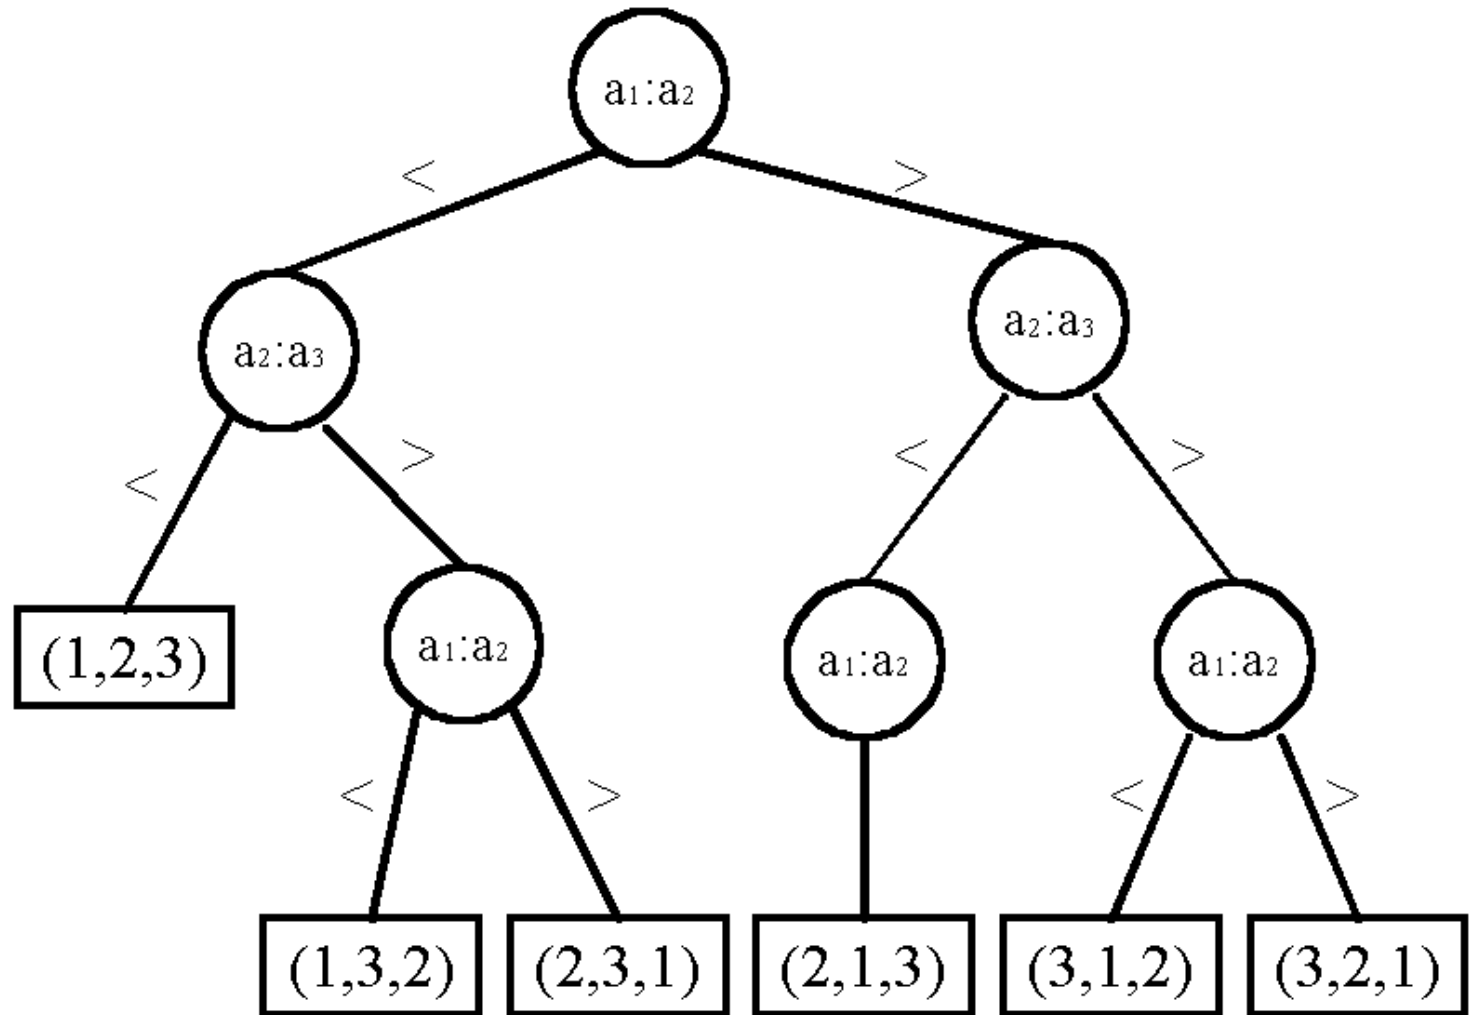 a₁:a₂
< >
a₂:a₃ a₂:a₃
< > < >
(1,2,3) a₁:a₂ a₁:a₂ a₁:a₂
< > < >
(1,3,2) (2,3,1) (2,1,3) (3,1,2) (3,2,1)